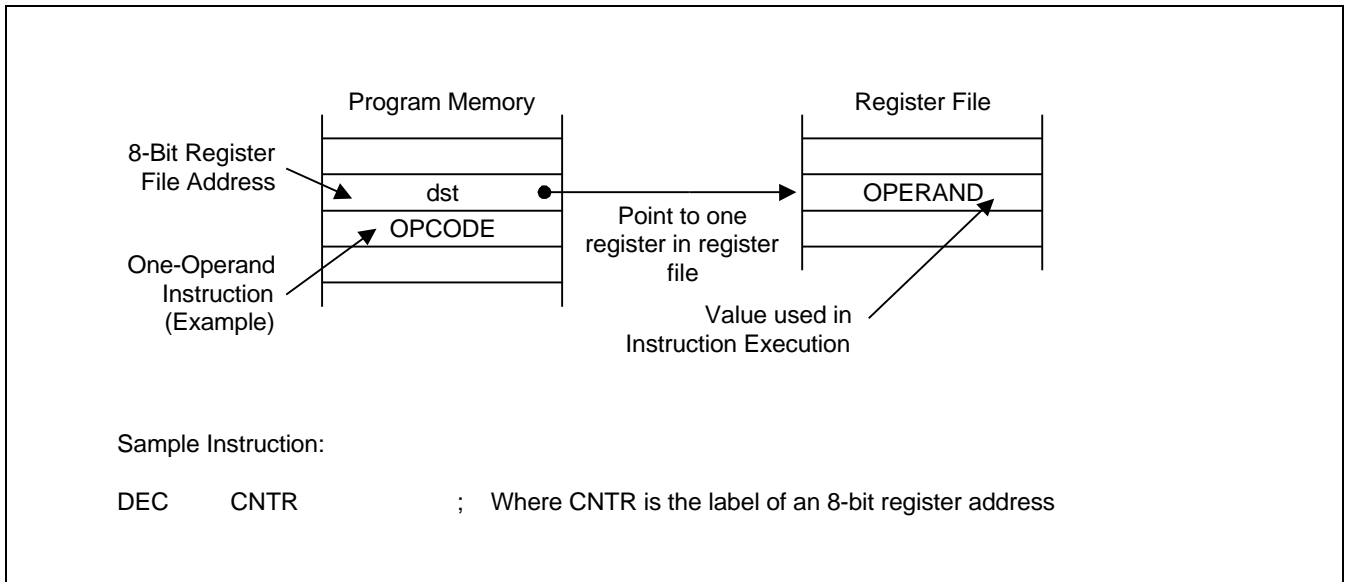 Program Memory
Register File
8-Bit Register
File Address
dst
OPERAND
OPCODE
Point to one
register in register
file
One-Operand
Instruction
(Example)
Value used in
Instruction Execution
Sample Instruction:
DEC CNTR ; Where CNTR is the label of an 8-bit register address